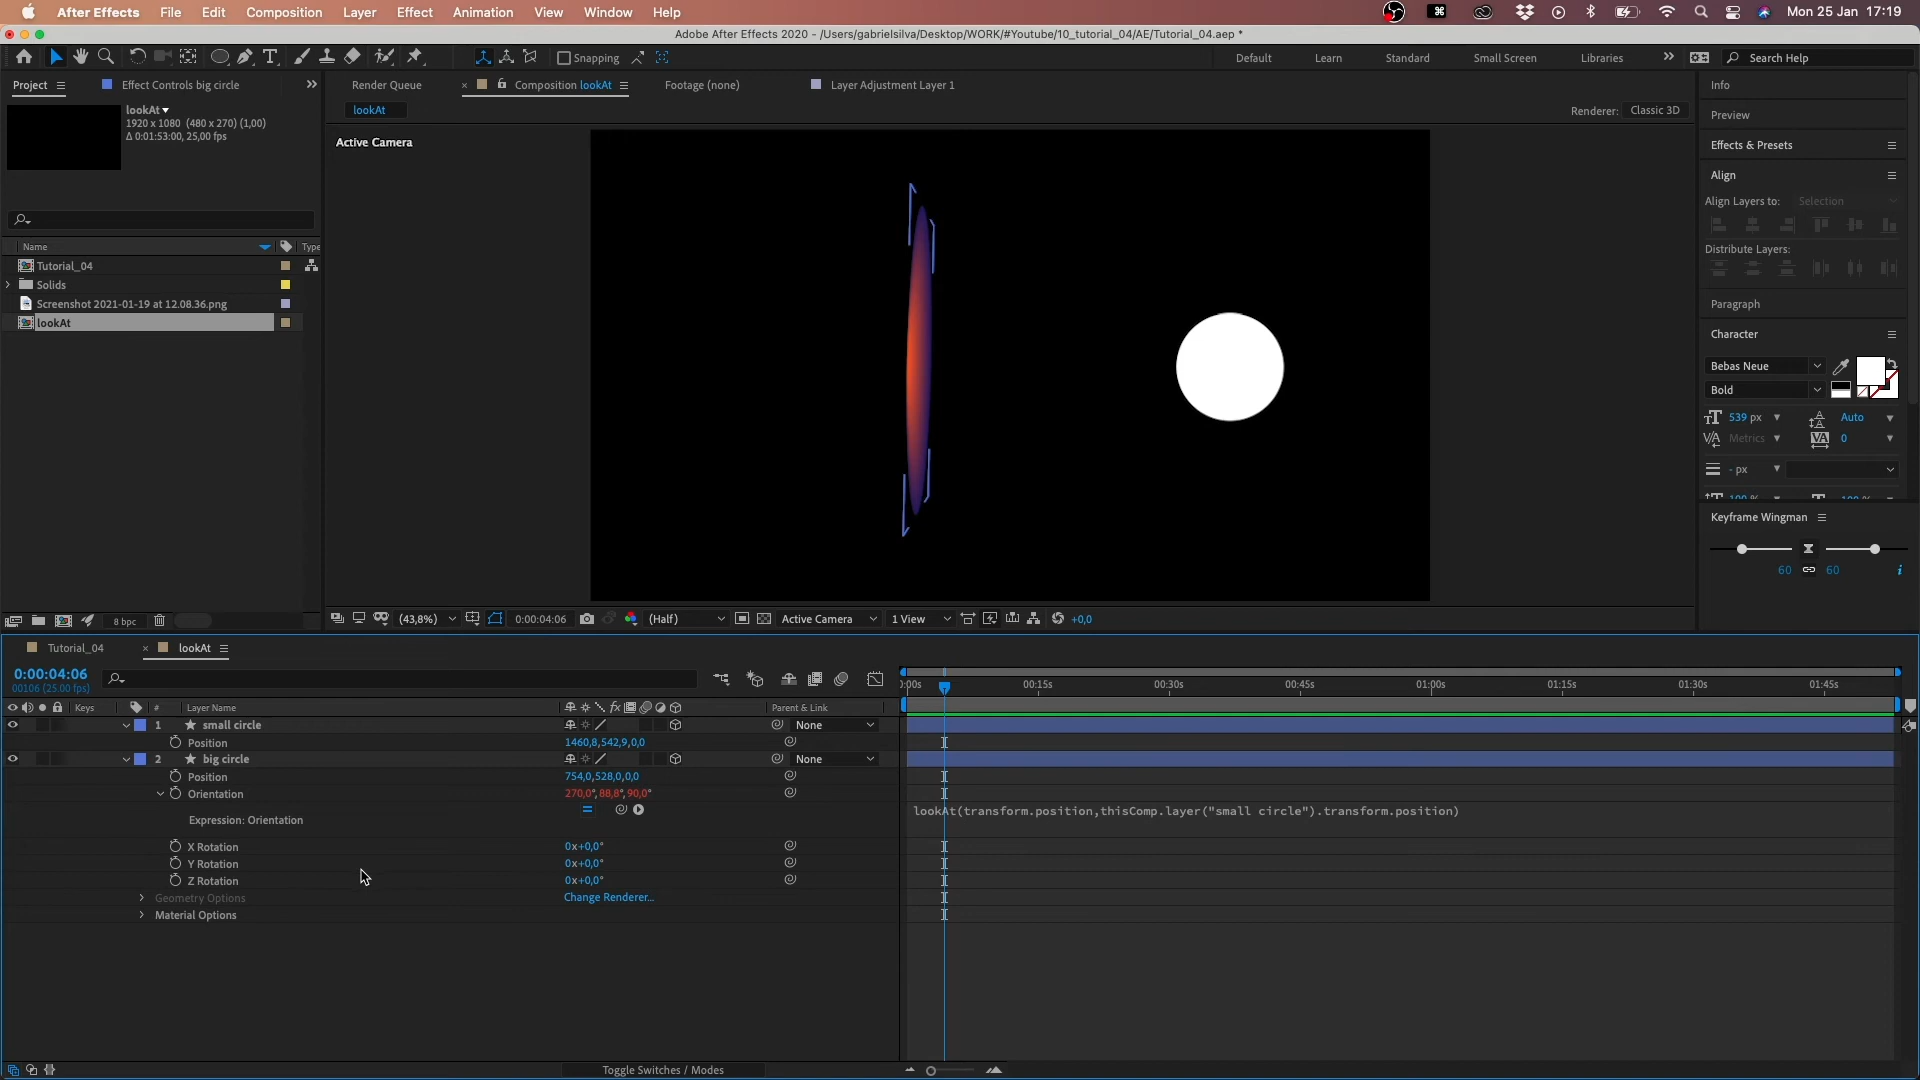 After Effects File Edit Composition Layer Effect Animation View Window Help Mon 25 Jan 17:19
Adobe After Effects 2020 - /Users/gabrielsilva/Desktop/WORK/#Youtube/10_tutorial_04/AE/Tutorial_04.aep *
Snapping Default Learn Standard Small Screen Libraries Search Help
Project Effect Controls big circle Render Queue Composition lookAt Footage (none) Layer Adjustment Layer 1 Info
lookAt
1920 x 1080 (480 x 270) (1,00)
Δ 0:01:53:00, 25,00 fps
lookAt Renderer: Classic 3D
Active Camera
Preview
Effects & Presets
Align
Align Layers to: Selection
Distribute Layers:
Name Type
Tutorial_04
Solids
Screenshot 2021-01-19 at 12.08.36.png
lookAt
Paragraph
Character
Bebas Neue
Bold
539 px Auto
Metrics 0
- px
Keyframe Wingman
60 60
8 bpc (43,8%) 0:00:04:06 (Half) Active Camera 1 View +0,0
Tutorial_04 lookAt
0:00:04:06
00106 (25.00 fps)
00:15s 00:30s 00:45s 01:00s 01:15s 01:30s 01:45s
Keys # Layer Name fx Parent & Link
1 small circle None
Position 1460,8,542,9,0,0
2 big circle None
Position 754,0,528,0,0,0
Orientation 270,0°, 88,8°, 90,0°
Expression: Orientation lookAt(transform.position,thisComp.layer("small circle").transform.position)
X Rotation 0x+0,0°
Y Rotation 0x+0,0°
Z Rotation 0x+0,0°
Geometry Options Change Renderer...
Material Options
Toggle Switches / Modes